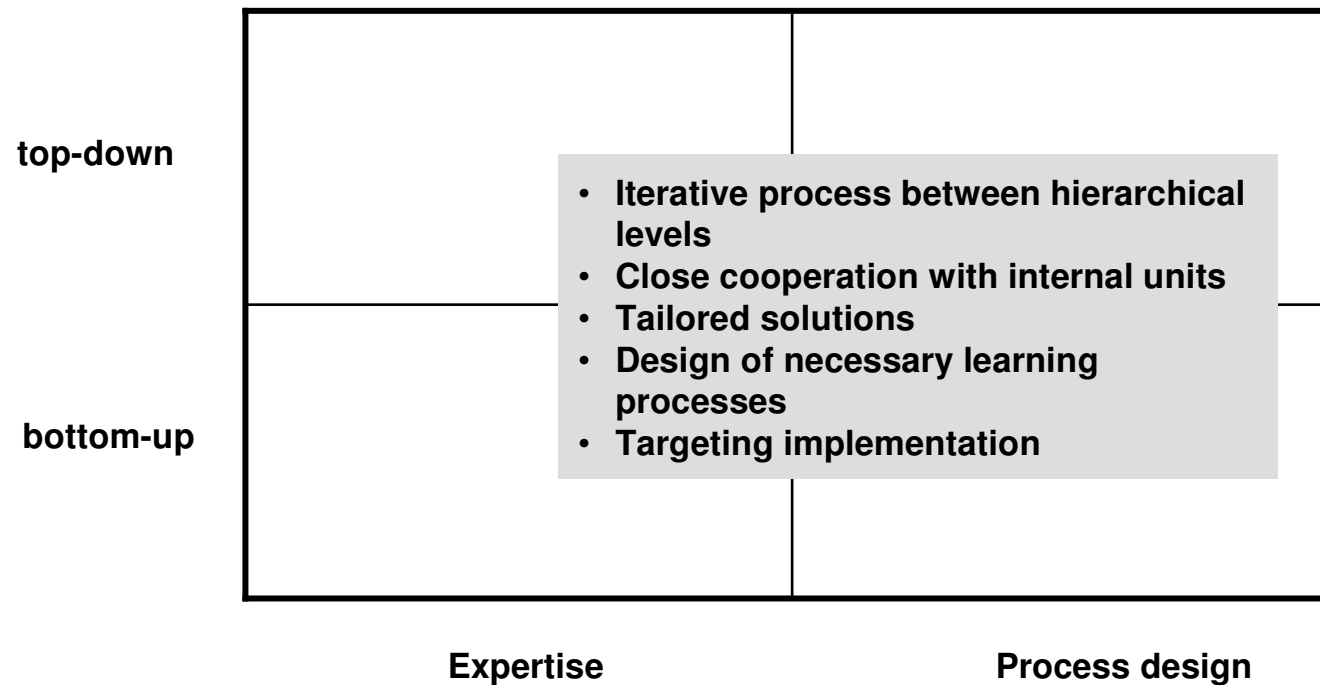 top-down
• Iterative process between hierarchical
levels
• Close cooperation with internal units
• Tailored solutions
• Design of necessary learning
processes
• Targeting implementation
bottom-up
Expertise
Process design